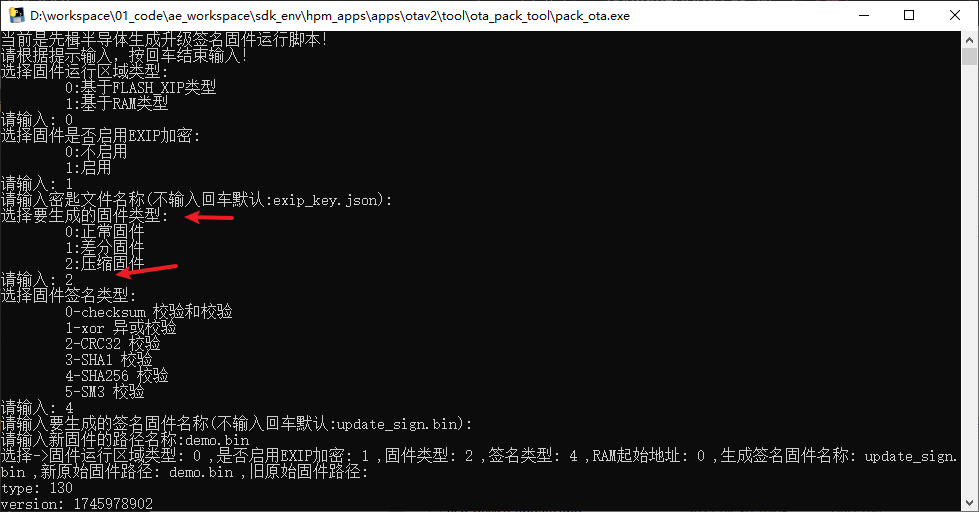 D:\workspace\01_code\ae_workspace\sdk_env\hpm_apps\apps\otav2\tool\ota_pack_tool\pack_ota.exe
当前是先楫半导体生成升级签名固件运行脚本!
请根据提示输入, 按回车结束输入!
选择固件运行区域类型:
0:基于FLASH_XIP类型
1:基于RAM类型
请输入: 0
选择固件是否启用EXIP加密:
0:不启用
1:启用
请输入: 1
请输入密匙文件名称(不输入回车默认:exip_key.json):
选择要生成的固件类型:
0:正常固件
1:差分固件
2:压缩固件
请输入: 2
选择固件签名类型:
0-checksum 校验和校验
1-xor 异或校验
2-CRC32 校验
3-SHA1 校验
4-SHA256 校验
5-SM3 校验
请输入: 4
请输入要生成的签名固件名称(不输入回车默认:update_sign.bin):
请输入新固件的路径名称:demo.bin
选择->固件运行区域类型: 0 ,是否启用EXIP加密: 1 ,固件类型: 2 ,签名类型: 4 ,RAM起始地址: 0 ,生成签名固件名称: update_sign.
bin ,新原始固件路径: demo.bin ,旧原始固件路径:
type: 130
version: 1745978902